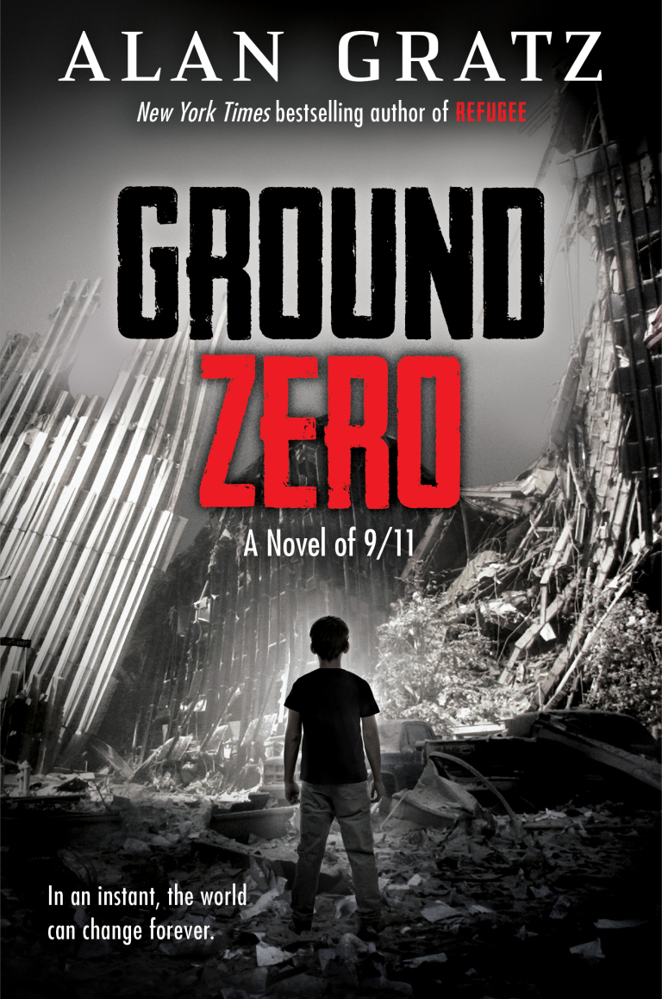 ALAN GRATZ
New York Times bestselling author of REFUGEE
GROUND
ZERO
A Novel of 9/11
In an instant, the world
can change forever.